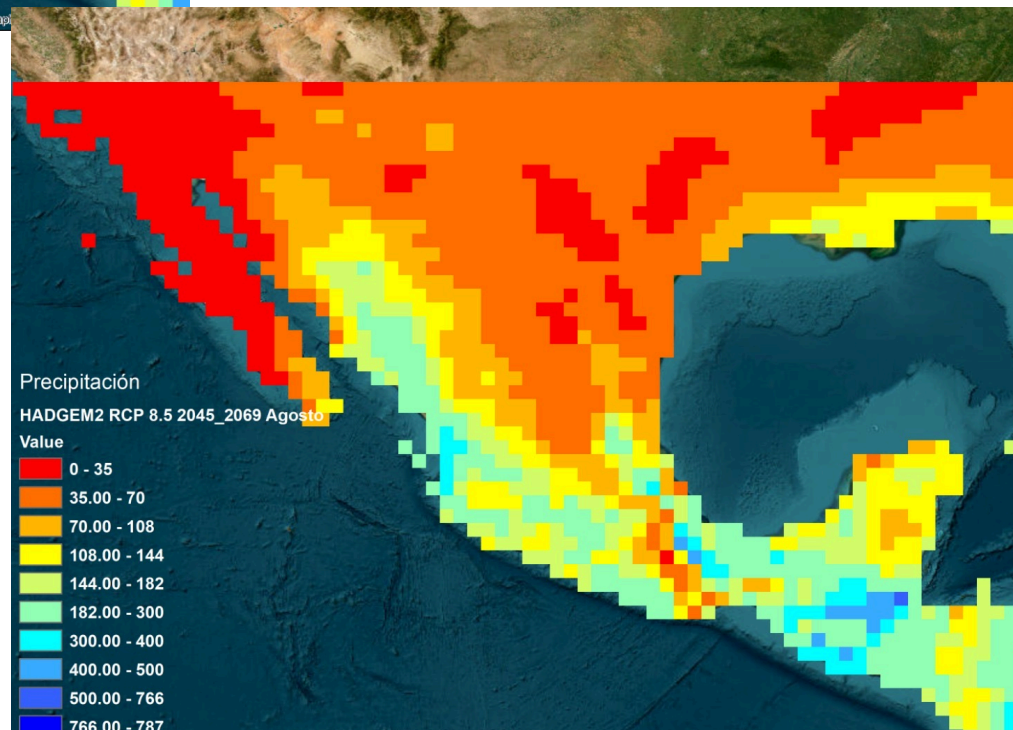 Precipitación
HADGEM2 RCP 8.5 2045_2069 Agosto
Value
0 - 35
35.00 - 70
70.00 - 108
108.00 - 144
144.00 - 182
182.00 - 300
300.00 - 400
400.00 - 500
500.00 - 766
766.00 - 787